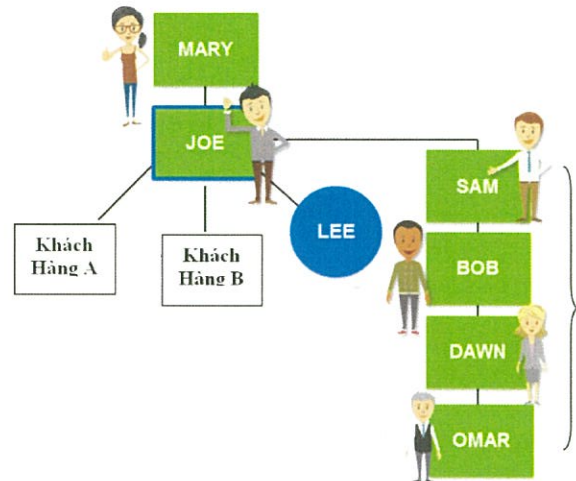 MARY
JOE
SAM
Khách
Hàng A
Khách
Hàng B
LEE
BOB
DAWN
OMAR